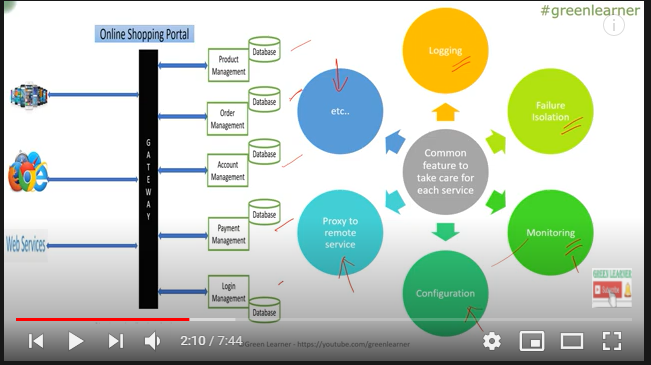 #greenlearner
Online Shopping Portal
Web Services
G
A
T
E
W
A
Y
Product
Management
Database
Order
Management
Database
Account
Management
Database
Payment
Management
Database
Login
Management
Database
Logging
Failure
Isolation
Monitoring
Configuration
Proxy to
remote
service
etc..
Common
feature to
take care for
each service
GREEN LEARNER
2:10 / 7:44
Green Learner - https://youtube.com/greenlearner